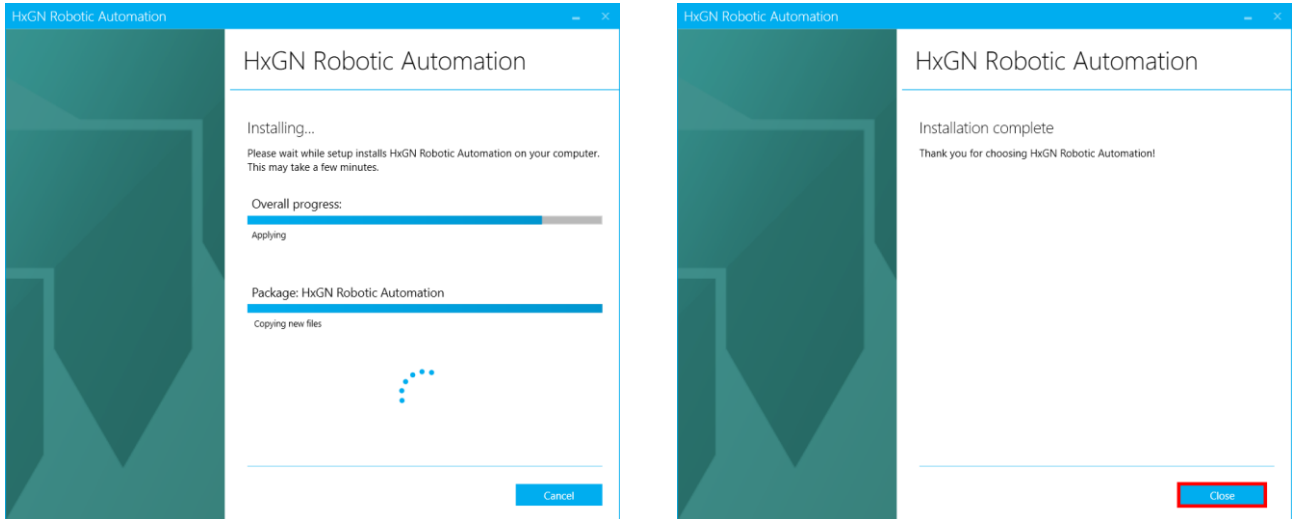 HxGN Robotic Automation
HxGN Robotic Automation
Installing...
Please wait while setup installs HxGN Robotic Automation on your computer.
This may take a few minutes.
Overall progress:
Applying
Package: HxGN Robotic Automation
Copying new files
Cancel
HxGN Robotic Automation
HxGN Robotic Automation
Installation complete
Thank you for choosing HxGN Robotic Automation!
Close